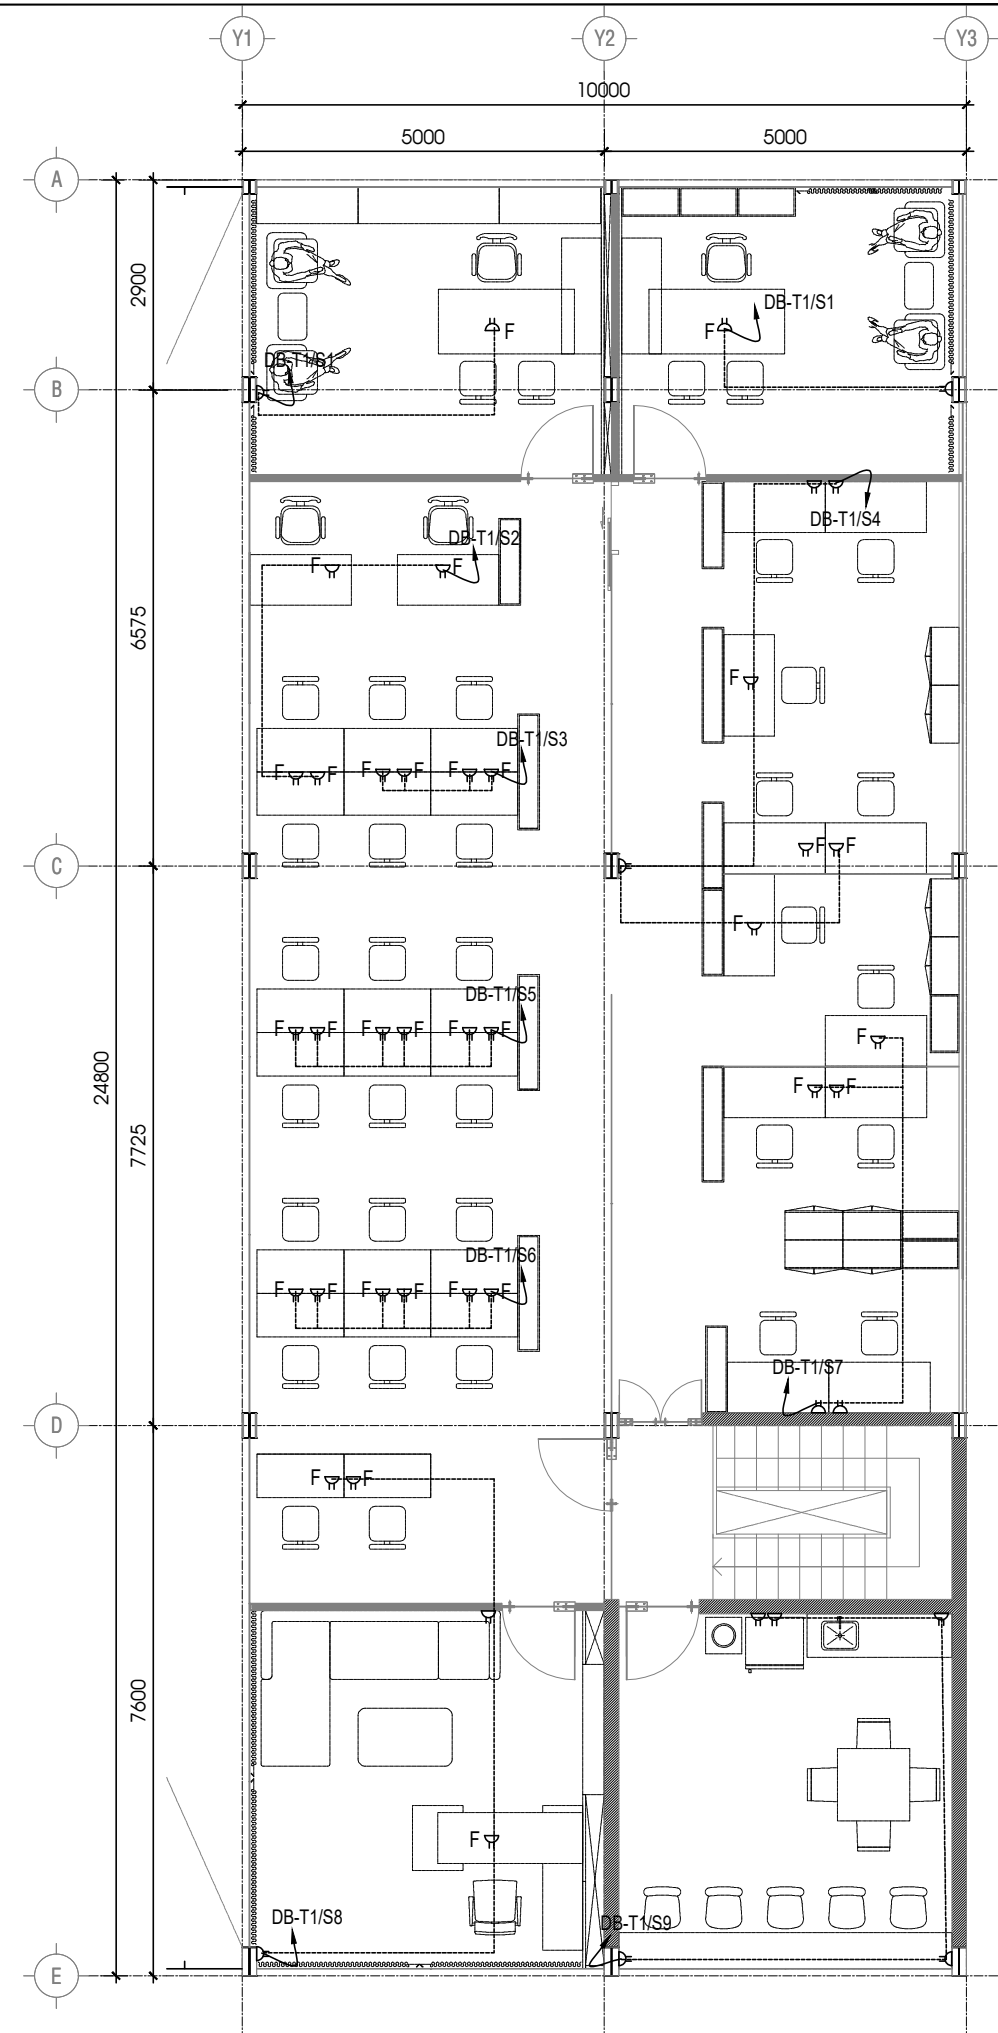 Y1 Y2 Y3
10000
5000 5000
A
2900
DB-T1/S1
F F
DB-T1/S1
B
DB-T1/S4
DB-T1/S2
F F
6575
F
DB-T1/S3
F F F F F F
F F
C
F
DB-T1/S5
F F F F F F
F
24800
F F
7725
DB-T1/S6
F F F F F F
DB-T1/S7
D
F F
7600
F
DB-T1/S8
DB-T1/S9
E